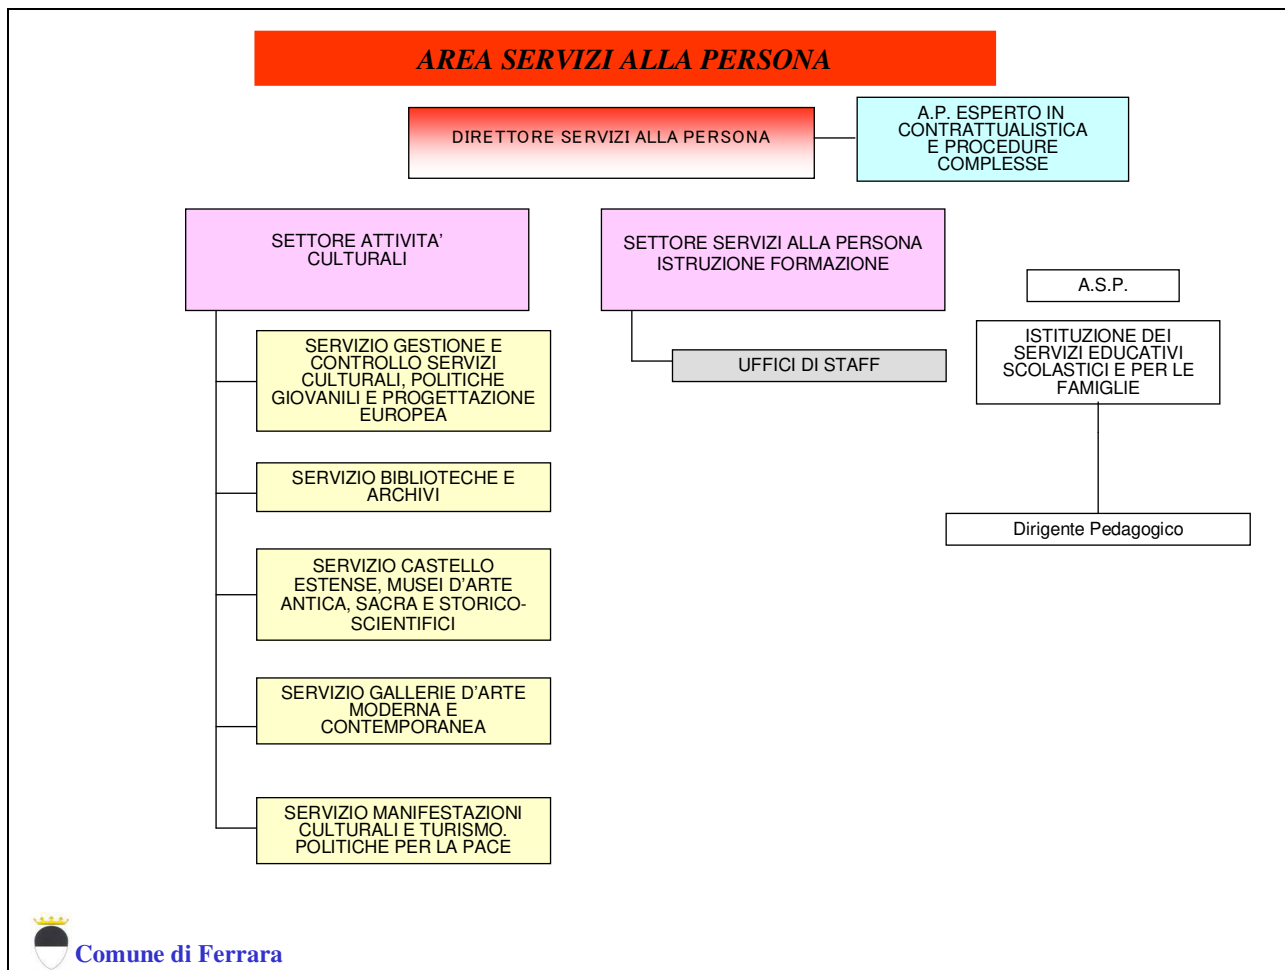 AREA SERVIZI ALLA PERSONA
DIRETTORE SERVIZI ALLA PERSONA
A.P. ESPERTO IN
CONTRATTUALISTICA
E PROCEDURE
COMPLESSE
SETTORE ATTIVITA’
CULTURALI
SETTORE SERVIZI ALLA PERSONA
ISTRUZIONE FORMAZIONE
A.S.P.
SERVIZIO GESTIONE E
CONTROLLO SERVIZI
CULTURALI, POLITICHE
GIOVANILI E PROGETTAZIONE
EUROPEA
UFFICI DI STAFF
ISTITUZIONE DEI
SERVIZI EDUCATIVI
SCOLASTICI E PER LE
FAMIGLIE
SERVIZIO BIBLIOTECHE E
ARCHIVI
Dirigente Pedagogico
SERVIZIO CASTELLO
ESTENSE, MUSEI D’ARTE
ANTICA, SACRA E STORICO-
SCIENTIFICI
SERVIZIO GALLERIE D’ARTE
MODERNA E
CONTEMPORANEA
SERVIZIO MANIFESTAZIONI
CULTURALI E TURISMO.
POLITICHE PER LA PACE
Comune di Ferrara